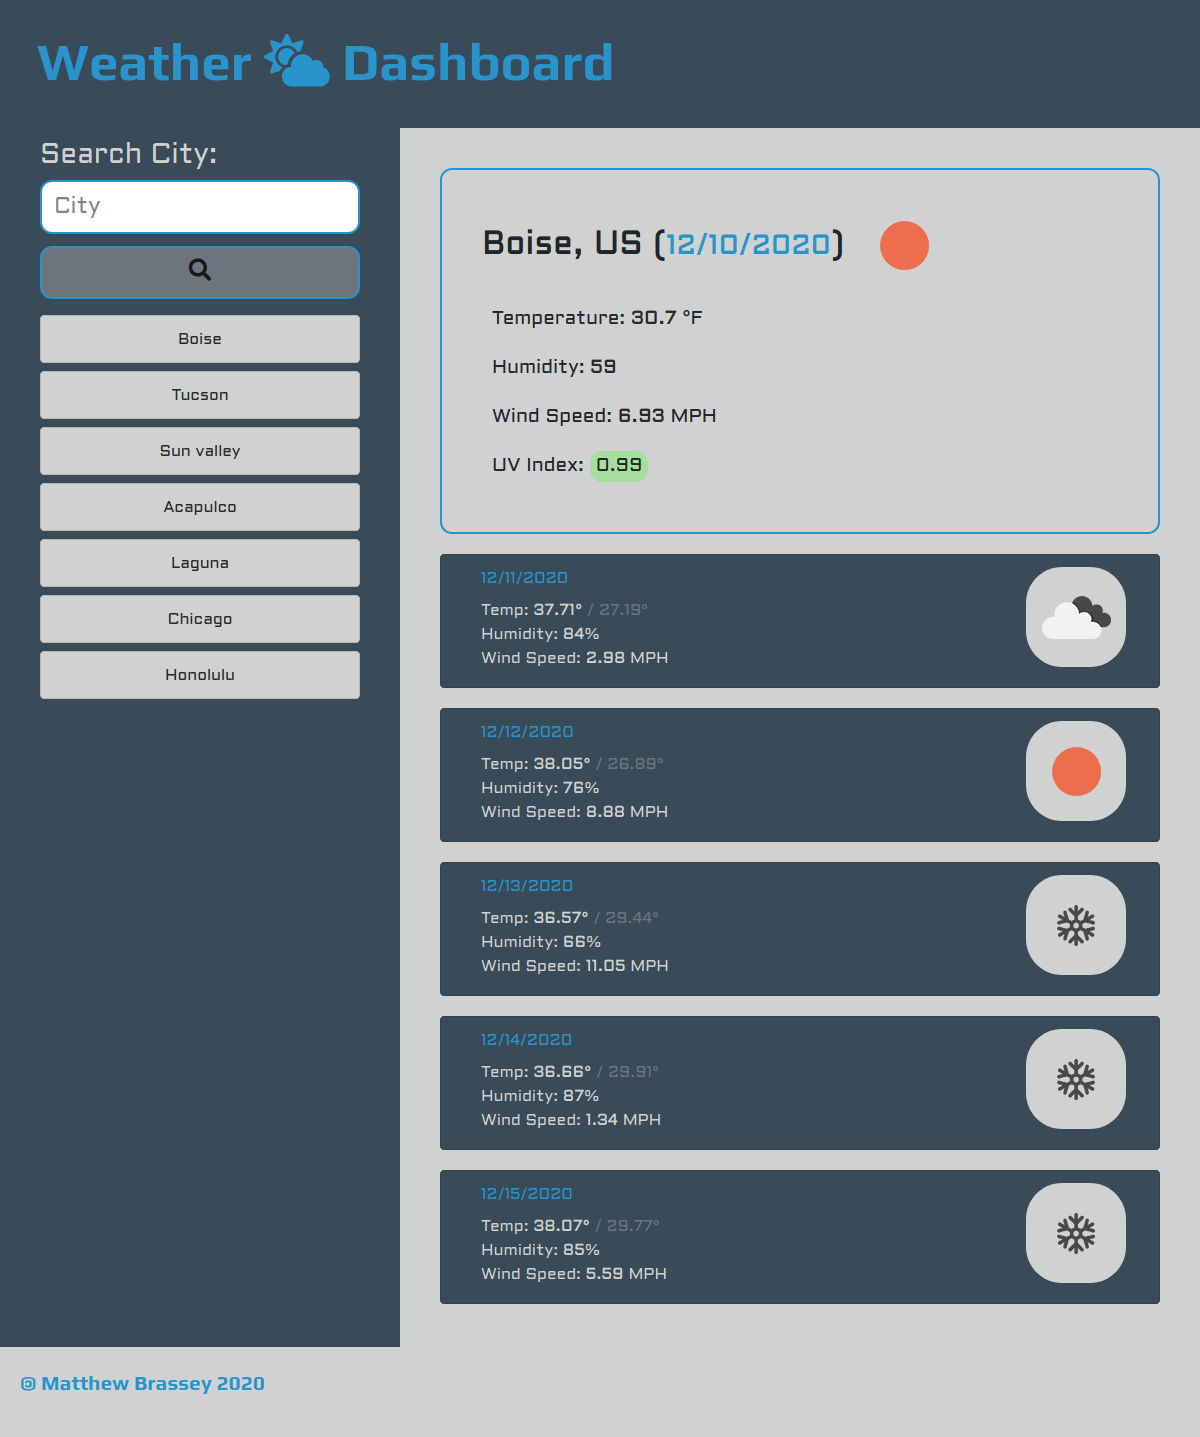 Weather Dashboard
Search City:
City
Boise
Tucson
Sun valley
Acapulco
Laguna
Chicago
Honolulu
Boise, US (12/10/2020)
Temperature: 30.7 °F
Humidity: 59
Wind Speed: 6.93 MPH
UV Index: 0.99
12/11/2020
Temp: 37.71° / 27.19°
Humidity: 84%
Wind Speed: 2.98 MPH
12/12/2020
Temp: 38.05° / 26.89°
Humidity: 76%
Wind Speed: 8.88 MPH
12/13/2020
Temp: 36.57° / 29.44°
Humidity: 66%
Wind Speed: 11.05 MPH
12/14/2020
Temp: 36.66° / 29.91°
Humidity: 87%
Wind Speed: 1.34 MPH
12/15/2020
Temp: 38.07° / 29.77°
Humidity: 85%
Wind Speed: 5.59 MPH
© Matthew Brassey 2020